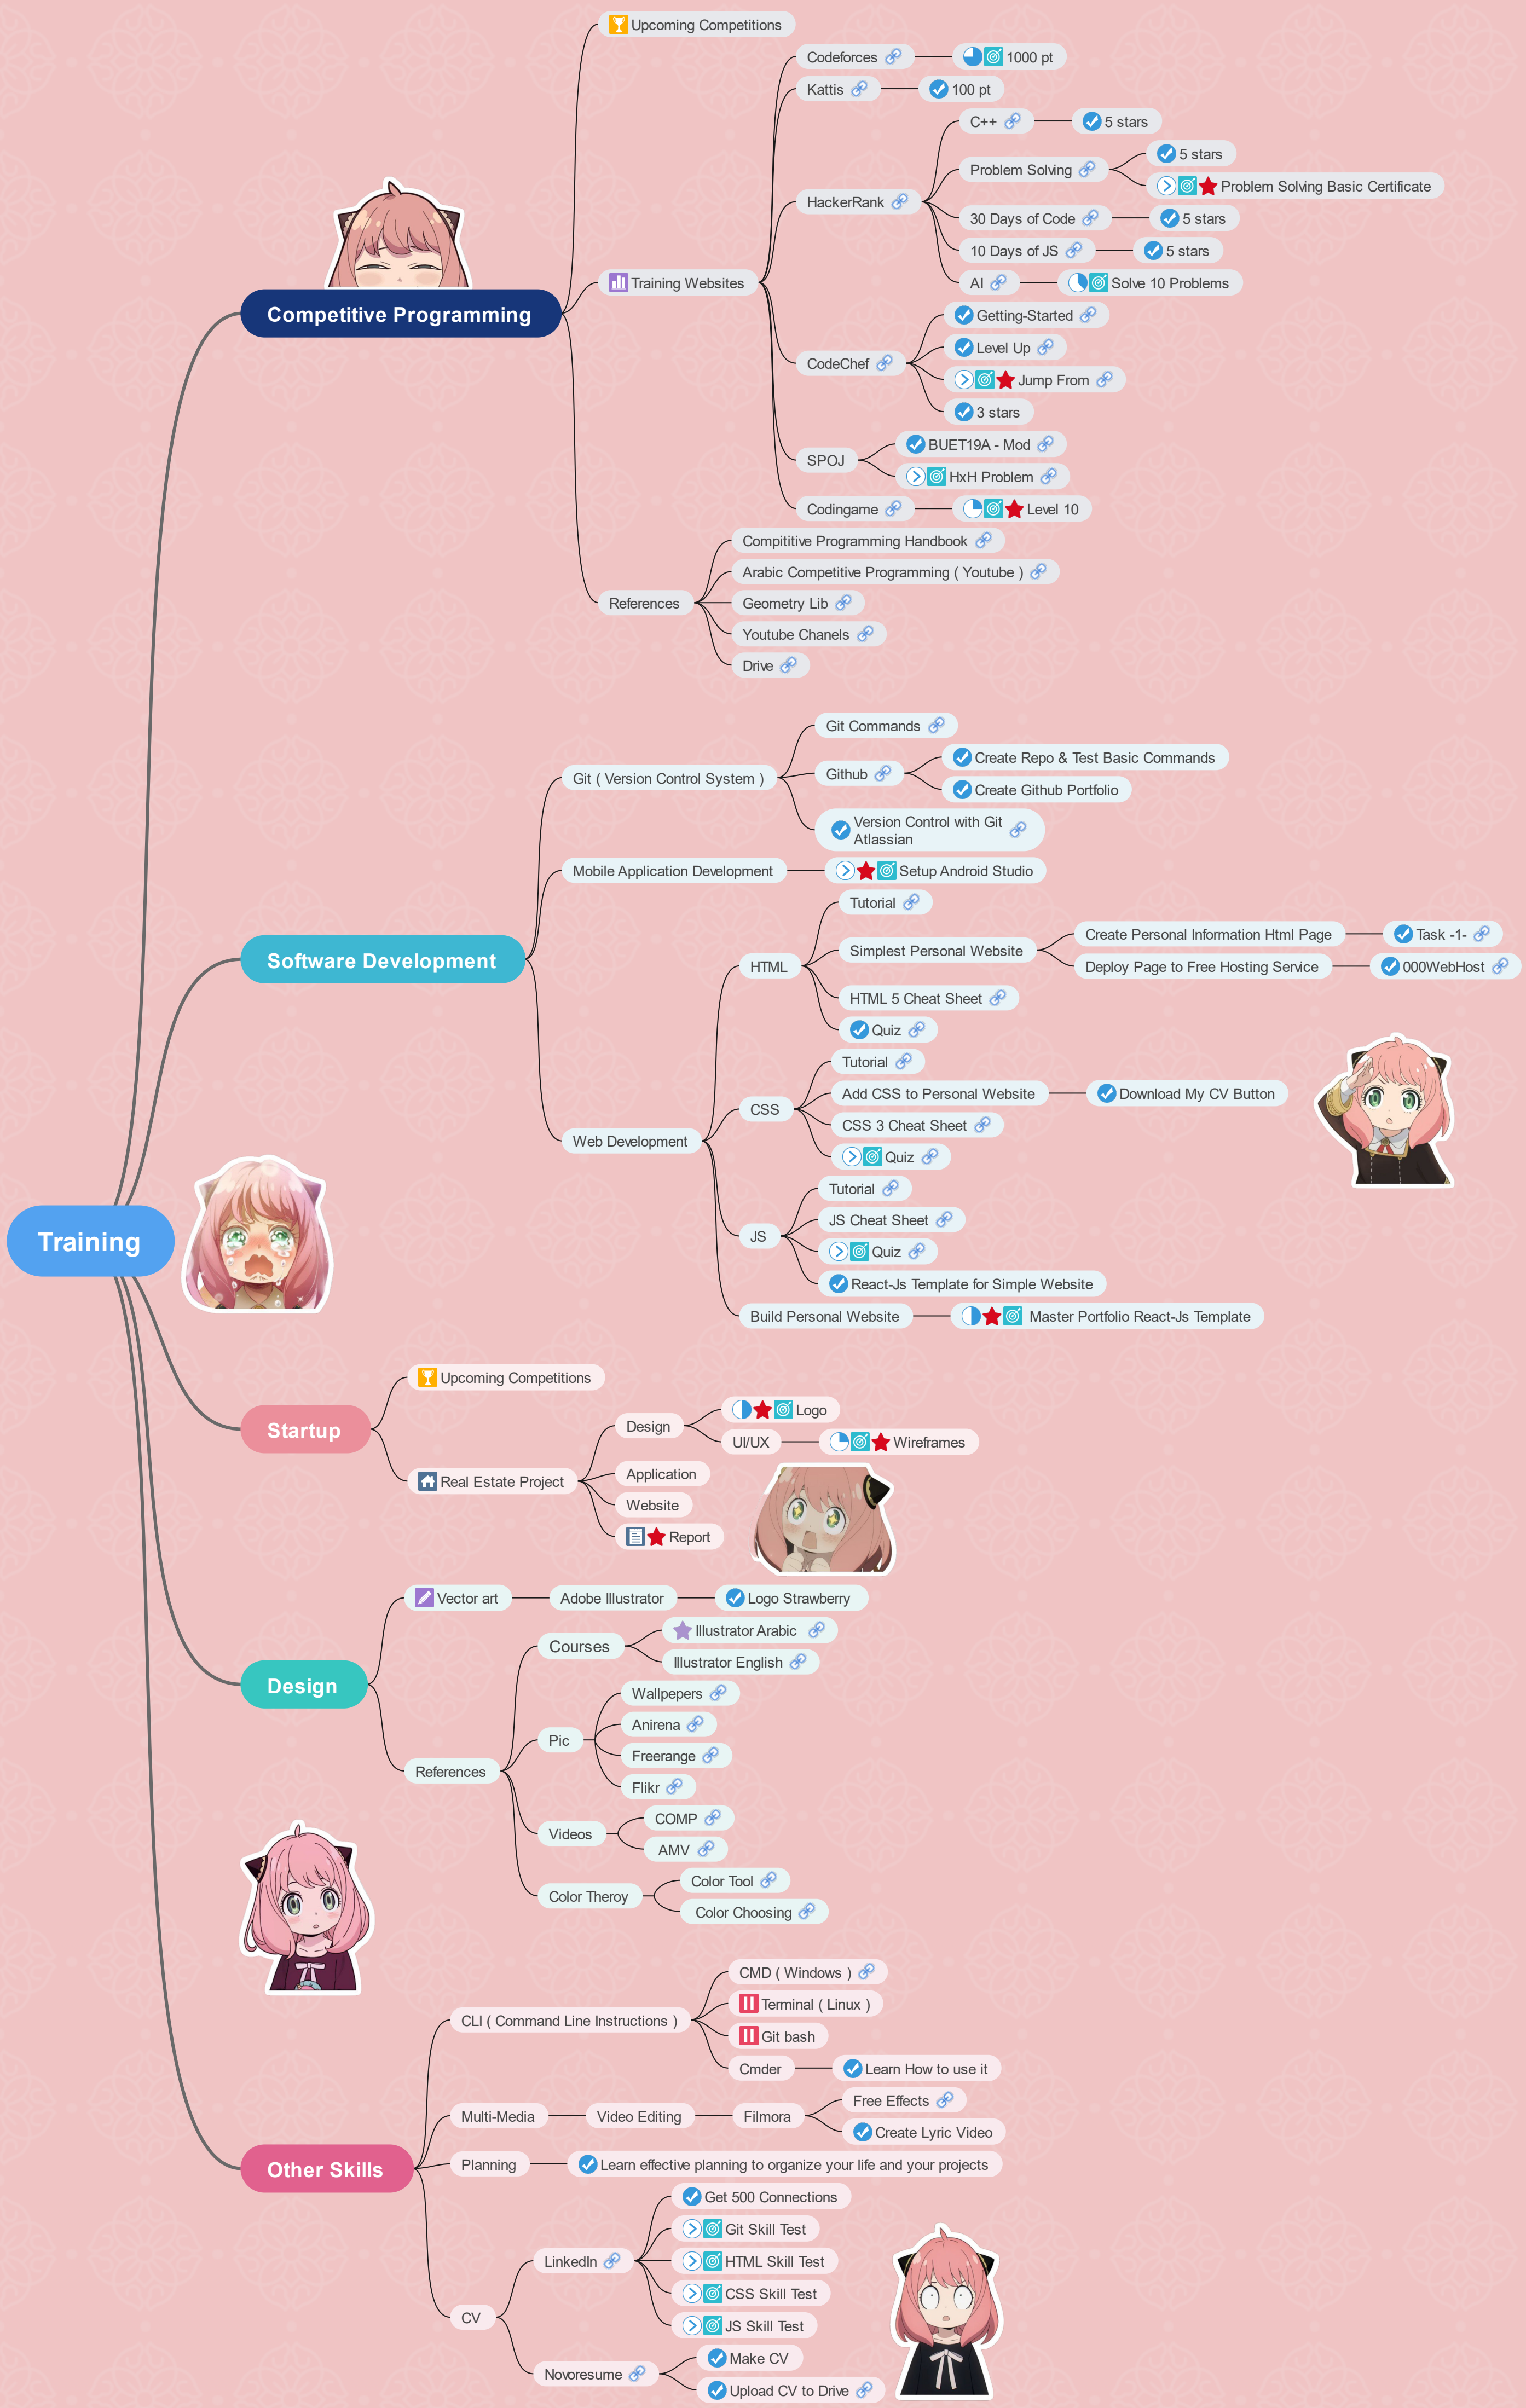 Training
Competitive Programming
Upcoming Competitions
Training Websites
Codeforces
1000 pt
Kattis
100 pt
HackerRank
C++
5 stars
Problem Solving
5 stars
Problem Solving Basic Certificate
30 Days of Code
5 stars
10 Days of JS
5 stars
AI
Solve 10 Problems
CodeChef
Getting-Started
Level Up
Jump From
3 stars
SPOJ
BUET19A - Mod
HxH Problem
Codingame
Level 10
References
Compititive Programming Handbook
Arabic Competitive Programming ( Youtube )
Geometry Lib
Youtube Chanels
Drive
Software Development
Git ( Version Control System )
Git Commands
Github
Create Repo & Test Basic Commands
Create Github Portfolio
Version Control with Git
Atlassian
Mobile Application Development
Setup Android Studio
Web Development
HTML
Tutorial
Simplest Personal Website
Create Personal Information Html Page
Task -1-
Deploy Page to Free Hosting Service
000WebHost
HTML 5 Cheat Sheet
Quiz
CSS
Tutorial
Add CSS to Personal Website
Download My CV Button
CSS 3 Cheat Sheet
Quiz
JS
Tutorial
JS Cheat Sheet
Quiz
React-Js Template for Simple Website
Build Personal Website
Master Portfolio React-Js Template
Startup
Upcoming Competitions
Real Estate Project
Design
Logo
UI/UX
Wireframes
Application
Website
Report
Design
Vector art
Adobe Illustrator
Logo Strawberry
References
Courses
Illustrator Arabic
Illustrator English
Pic
Wallpepers
Anirena
Freerange
Flikr
Videos
COMP
AMV
Color Theroy
Color Tool
Color Choosing
Other Skills
CLI ( Command Line Instructions )
CMD ( Windows )
Terminal ( Linux )
Git bash
Cmder
Learn How to use it
Multi-Media
Video Editing
Filmora
Free Effects
Create Lyric Video
Planning
Learn effective planning to organize your life and your projects
CV
LinkedIn
Get 500 Connections
Git Skill Test
HTML Skill Test
CSS Skill Test
JS Skill Test
Novoresume
Make CV
Upload CV to Drive